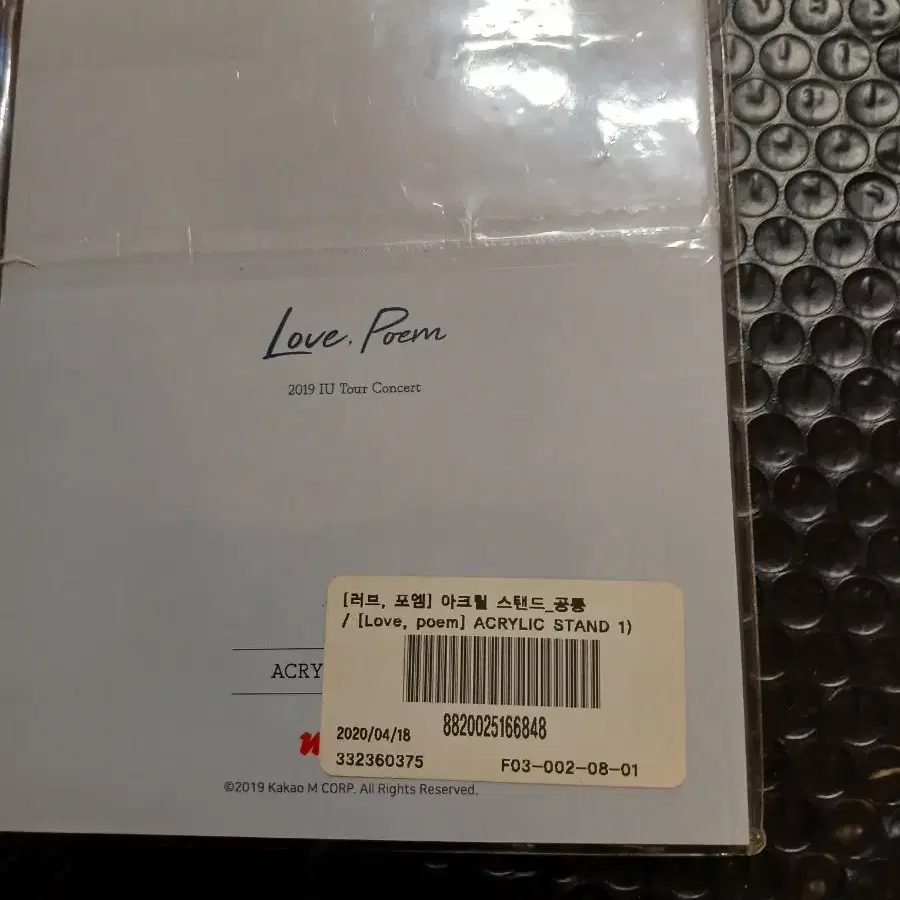 Love, Poem
2019 IU Tour Concert
[러브, 포엠] 아크릴 스탠드_공통
/ [Love, poem] ACRYLIC STAND 1)
ACRY
2020/04/18
8820025166848
332360375
F03-002-08-01
©2019 Kakao M CORP. All Rights Reserved.